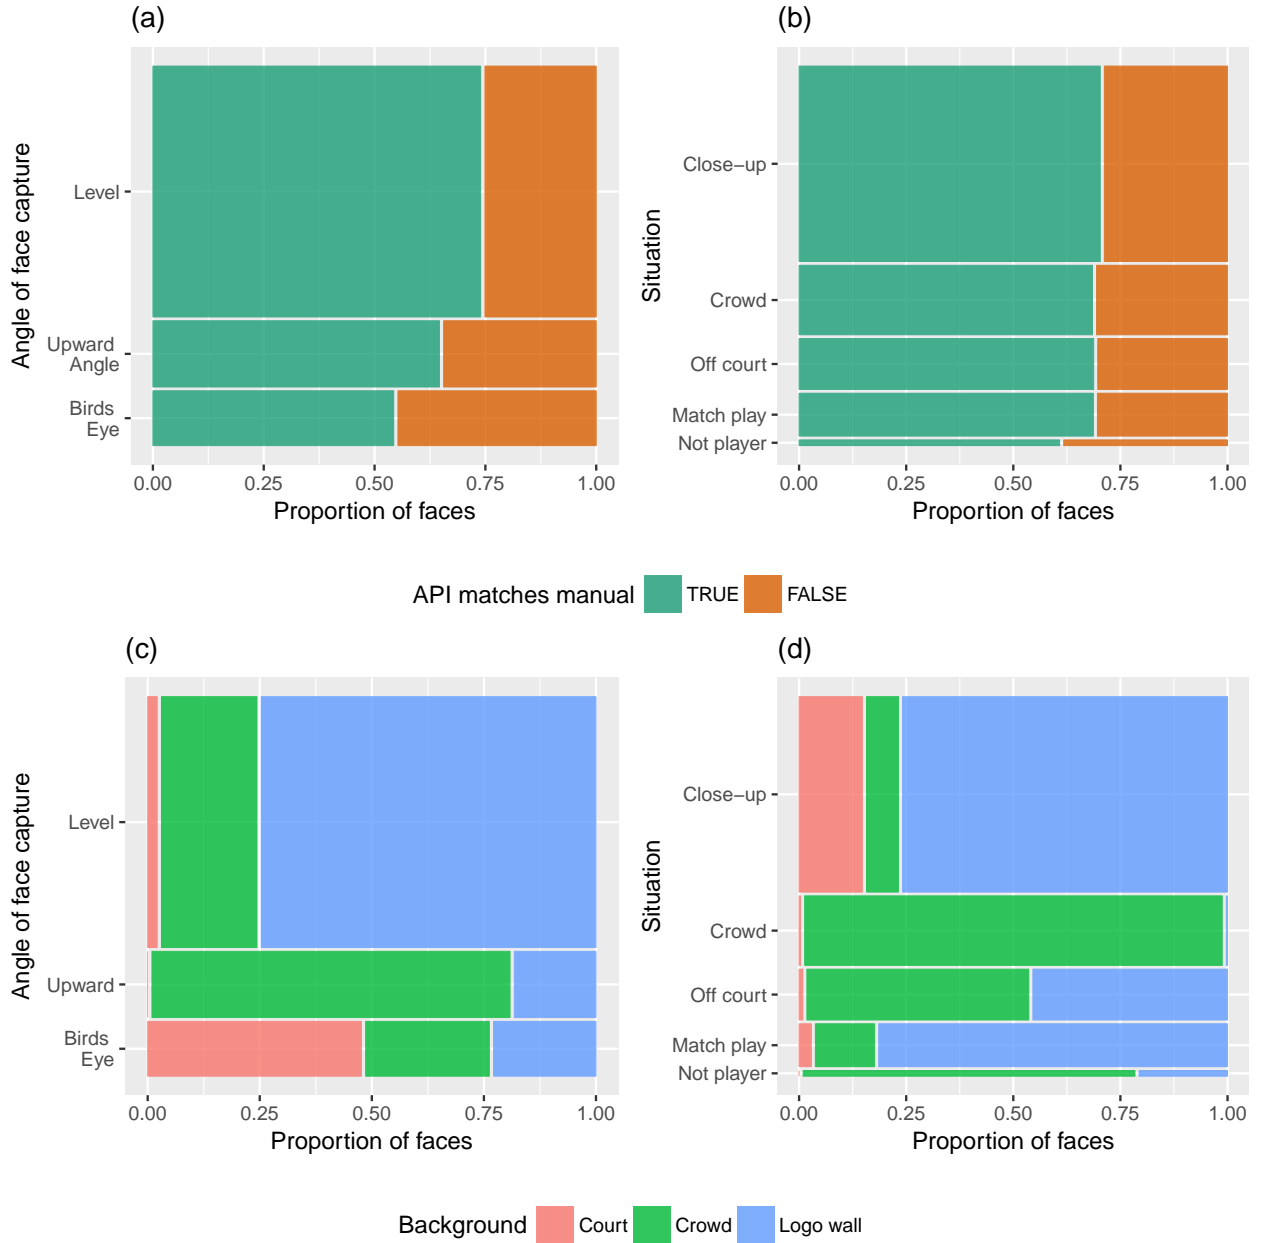 (a)
Angle of face capture
Level
Upward
Angle
Birds
Eye
0.00 0.25 0.50 0.75 1.00
Proportion of faces
(b)
Situation
Close−up
Crowd
Off court
Match play
Not player
0.00 0.25 0.50 0.75 1.00
Proportion of faces
API matches manual TRUE FALSE
(c)
Angle of face capture
Level
Upward
Birds
Eye
0.00 0.25 0.50 0.75 1.00
Proportion of faces
(d)
Situation
Close−up
Crowd
Off court
Match play
Not player
0.00 0.25 0.50 0.75 1.00
Proportion of faces
Background Court Crowd Logo wall